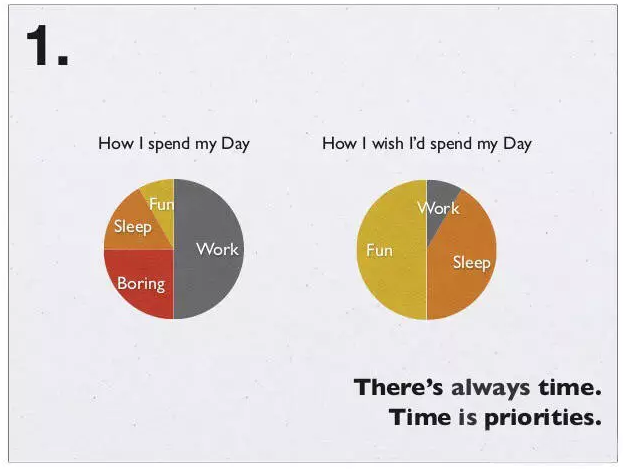 1.
How I spend my Day
How I wish I'd spend my Day
Fun
Sleep
Work
Boring
Work
Fun
Sleep
There's always time.
Time is priorities.